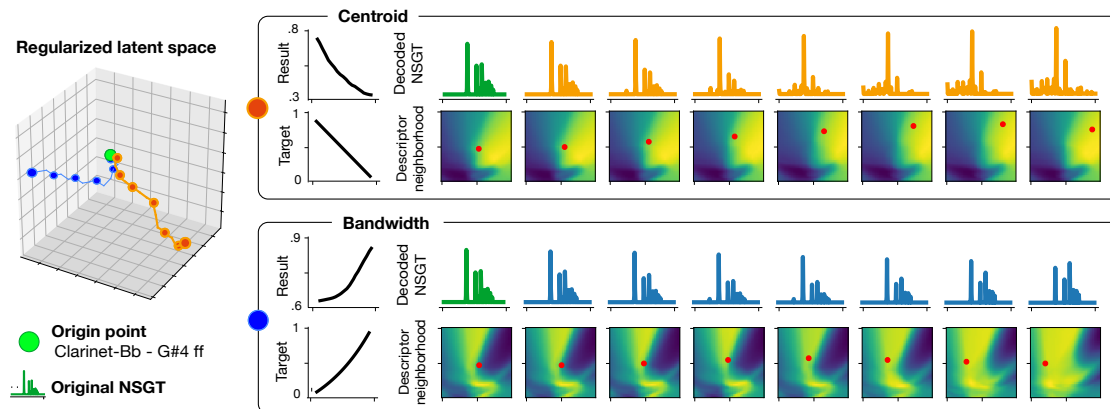 Regularized latent space
Origin point
Clarinet-Bb - G#4 ff
Original NSGT
Centroid
.8
Result
.3
Decoded
NSGT
1
Target
0
Descriptor
neighborhood
Bandwidth
.9
Result
.6
Decoded
NSGT
1
Target
0
Descriptor
neighborhood